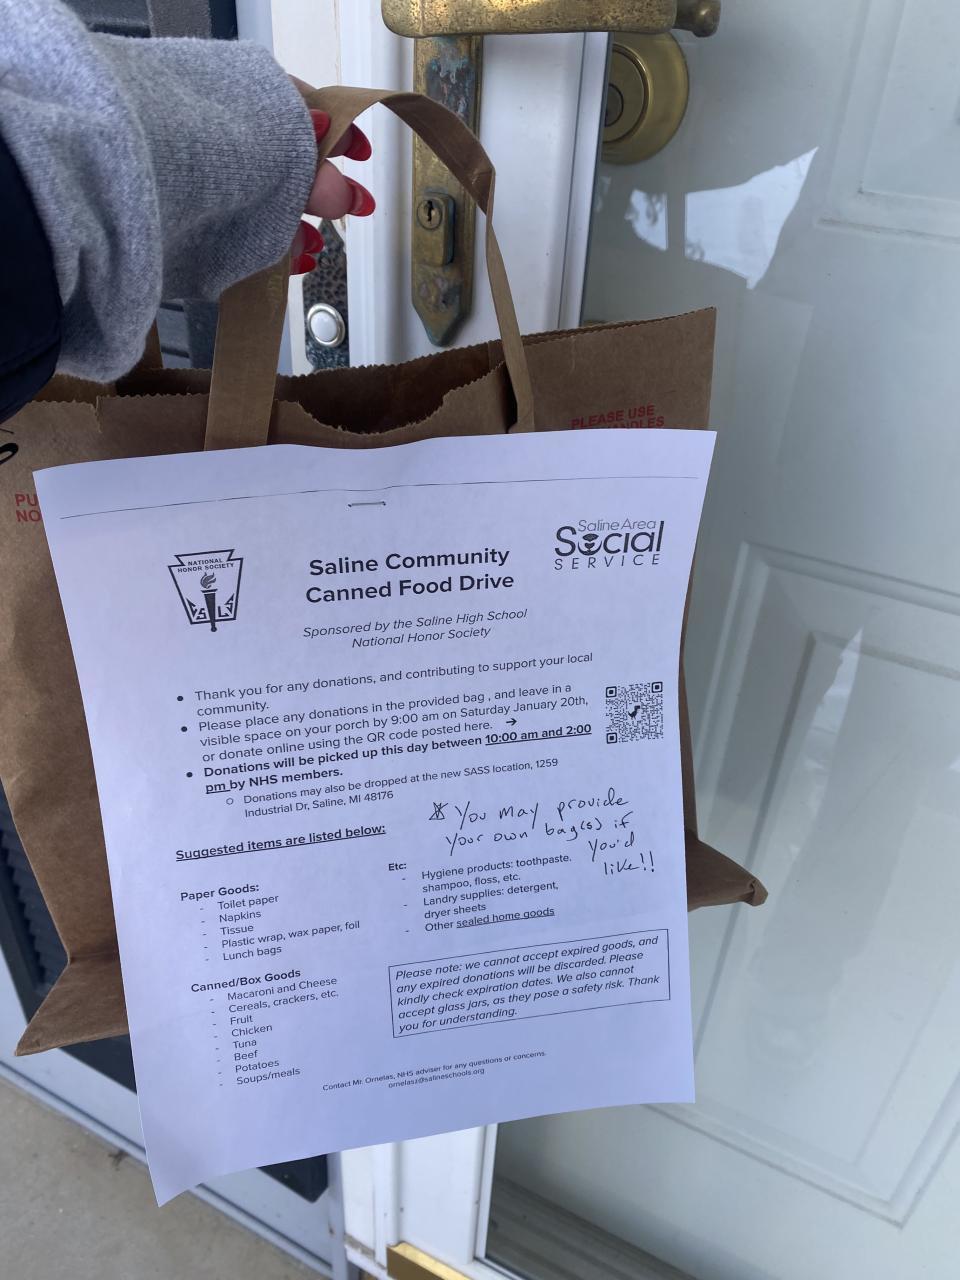 PLEASE USE
HANDLES
PU
NO
NATIONAL
HONOR SOCIETY
Saline Community
Canned Food Drive
Saline Area
Social
SERVICE
Sponsored by the Saline High School
National Honor Society
● Thank you for any donations, and contributing to support your local
community.
● Please place any donations in the provided bag , and leave in a
visible space on your porch by 9:00 am on Saturday January 20th,
or donate online using the QR code posted here. →
● Donations will be picked up this day between 10:00 am and 2:00
pm by NHS members.
○ Donations may also be dropped at the new SASS location, 1259
Industrial Dr, Saline, MI 48176
☆ You may provide
your own bag(s) if
you'd
like!!
Suggested items are listed below:
Paper Goods:
- Toilet paper
- Napkins
- Tissue
- Plastic wrap, wax paper, foil
- Lunch bags
Canned/Box Goods
- Macaroni and Cheese
- Cereals, crackers, etc.
- Fruit
- Chicken
- Tuna
- Beef
- Potatoes
- Soups/meals
Etc:
- Hygiene products: toothpaste.
shampoo, floss, etc.
- Landry supplies: detergent,
dryer sheets
- Other sealed home goods
Please note: we cannot accept expired goods, and
any expired donations will be discarded. Please
kindly check expiration dates. We also cannot
accept glass jars, as they pose a safety risk. Thank
you for understanding.
Contact Mr. Ornelas, NHS adviser for any questions or concerns.
ornelasz@salineschools.org